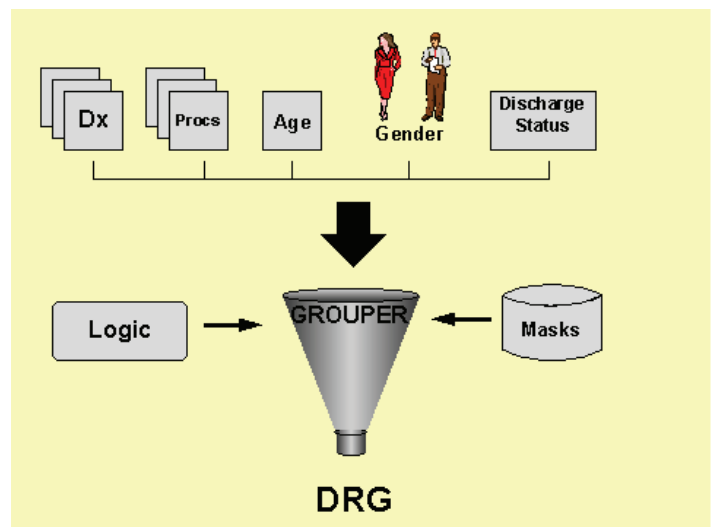 Dx
Procs
Age
Gender
Discharge
Status
Logic
GROUPER
Masks
DRG